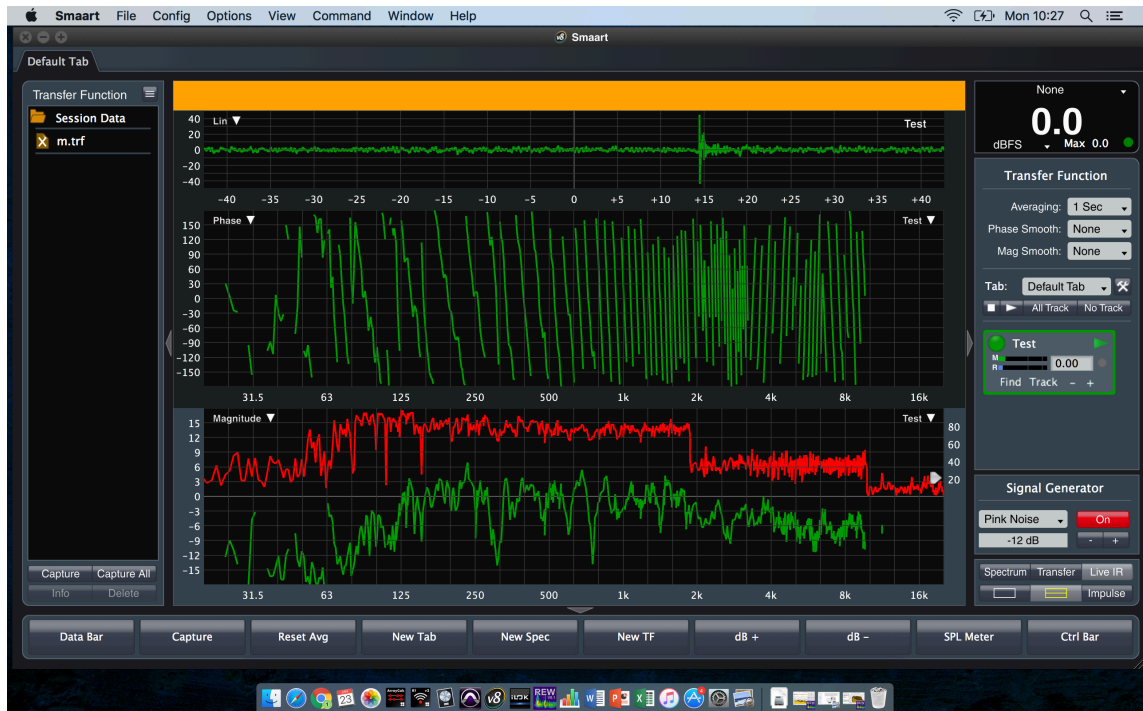 Smaart File Config Options View Command Window Help Mon 10:27
Smaart
Default Tab
Transfer Function
Session Data
m.trf
Capture Capture All
Info Delete
Lin ▼ Test
40
20
0
-20
-40
-40 -35 -30 -25 -20 -15 -10 -5 0 +5 +10 +15 +20 +25 +30 +35 +40
Phase ▼ Test ▼
150
120
90
60
30
0
-30
-60
-90
-120
-150
31.5 63 125 250 500 1k 2k 4k 8k 16k
Magnitude ▼ Test ▼
15
12
9
6
3
0
-3
-6
-9
-12
-15
80
60
40
20
31.5 63 125 250 500 1k 2k 4k 8k 16k
None
0.0
dBFS Max 0.0
Transfer Function
Averaging: 1 Sec
Phase Smooth: None
Mag Smooth: None
Tab: Default Tab
All Track No Track
Test
M
R 0.00
Find Track - +
Signal Generator
Pink Noise On
-12 dB - +
Spectrum Transfer Live IR
Impulse
Data Bar Capture Reset Avg New Tab New Spec New TF dB + dB - SPL Meter Ctrl Bar
23 v8 REW